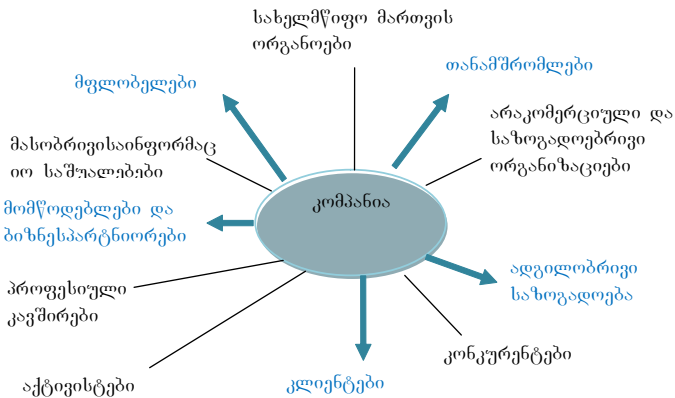 სახელმწიფო მართვის
ორგანოები
თანამშრომლები
მფლობელები
არაკომერციული და
საზოგადოებრივი
ორგანიზაციები
მასობრივისაინფორმაც
იო საშუალებები
კომპანია
მომწოდებლები და
ბიზნესპარტნიორები
ადგილობრივი
საზოგადოება
პროფესიული
კავშირები
კონკურენტები
აქტივისტები
კლიენტები